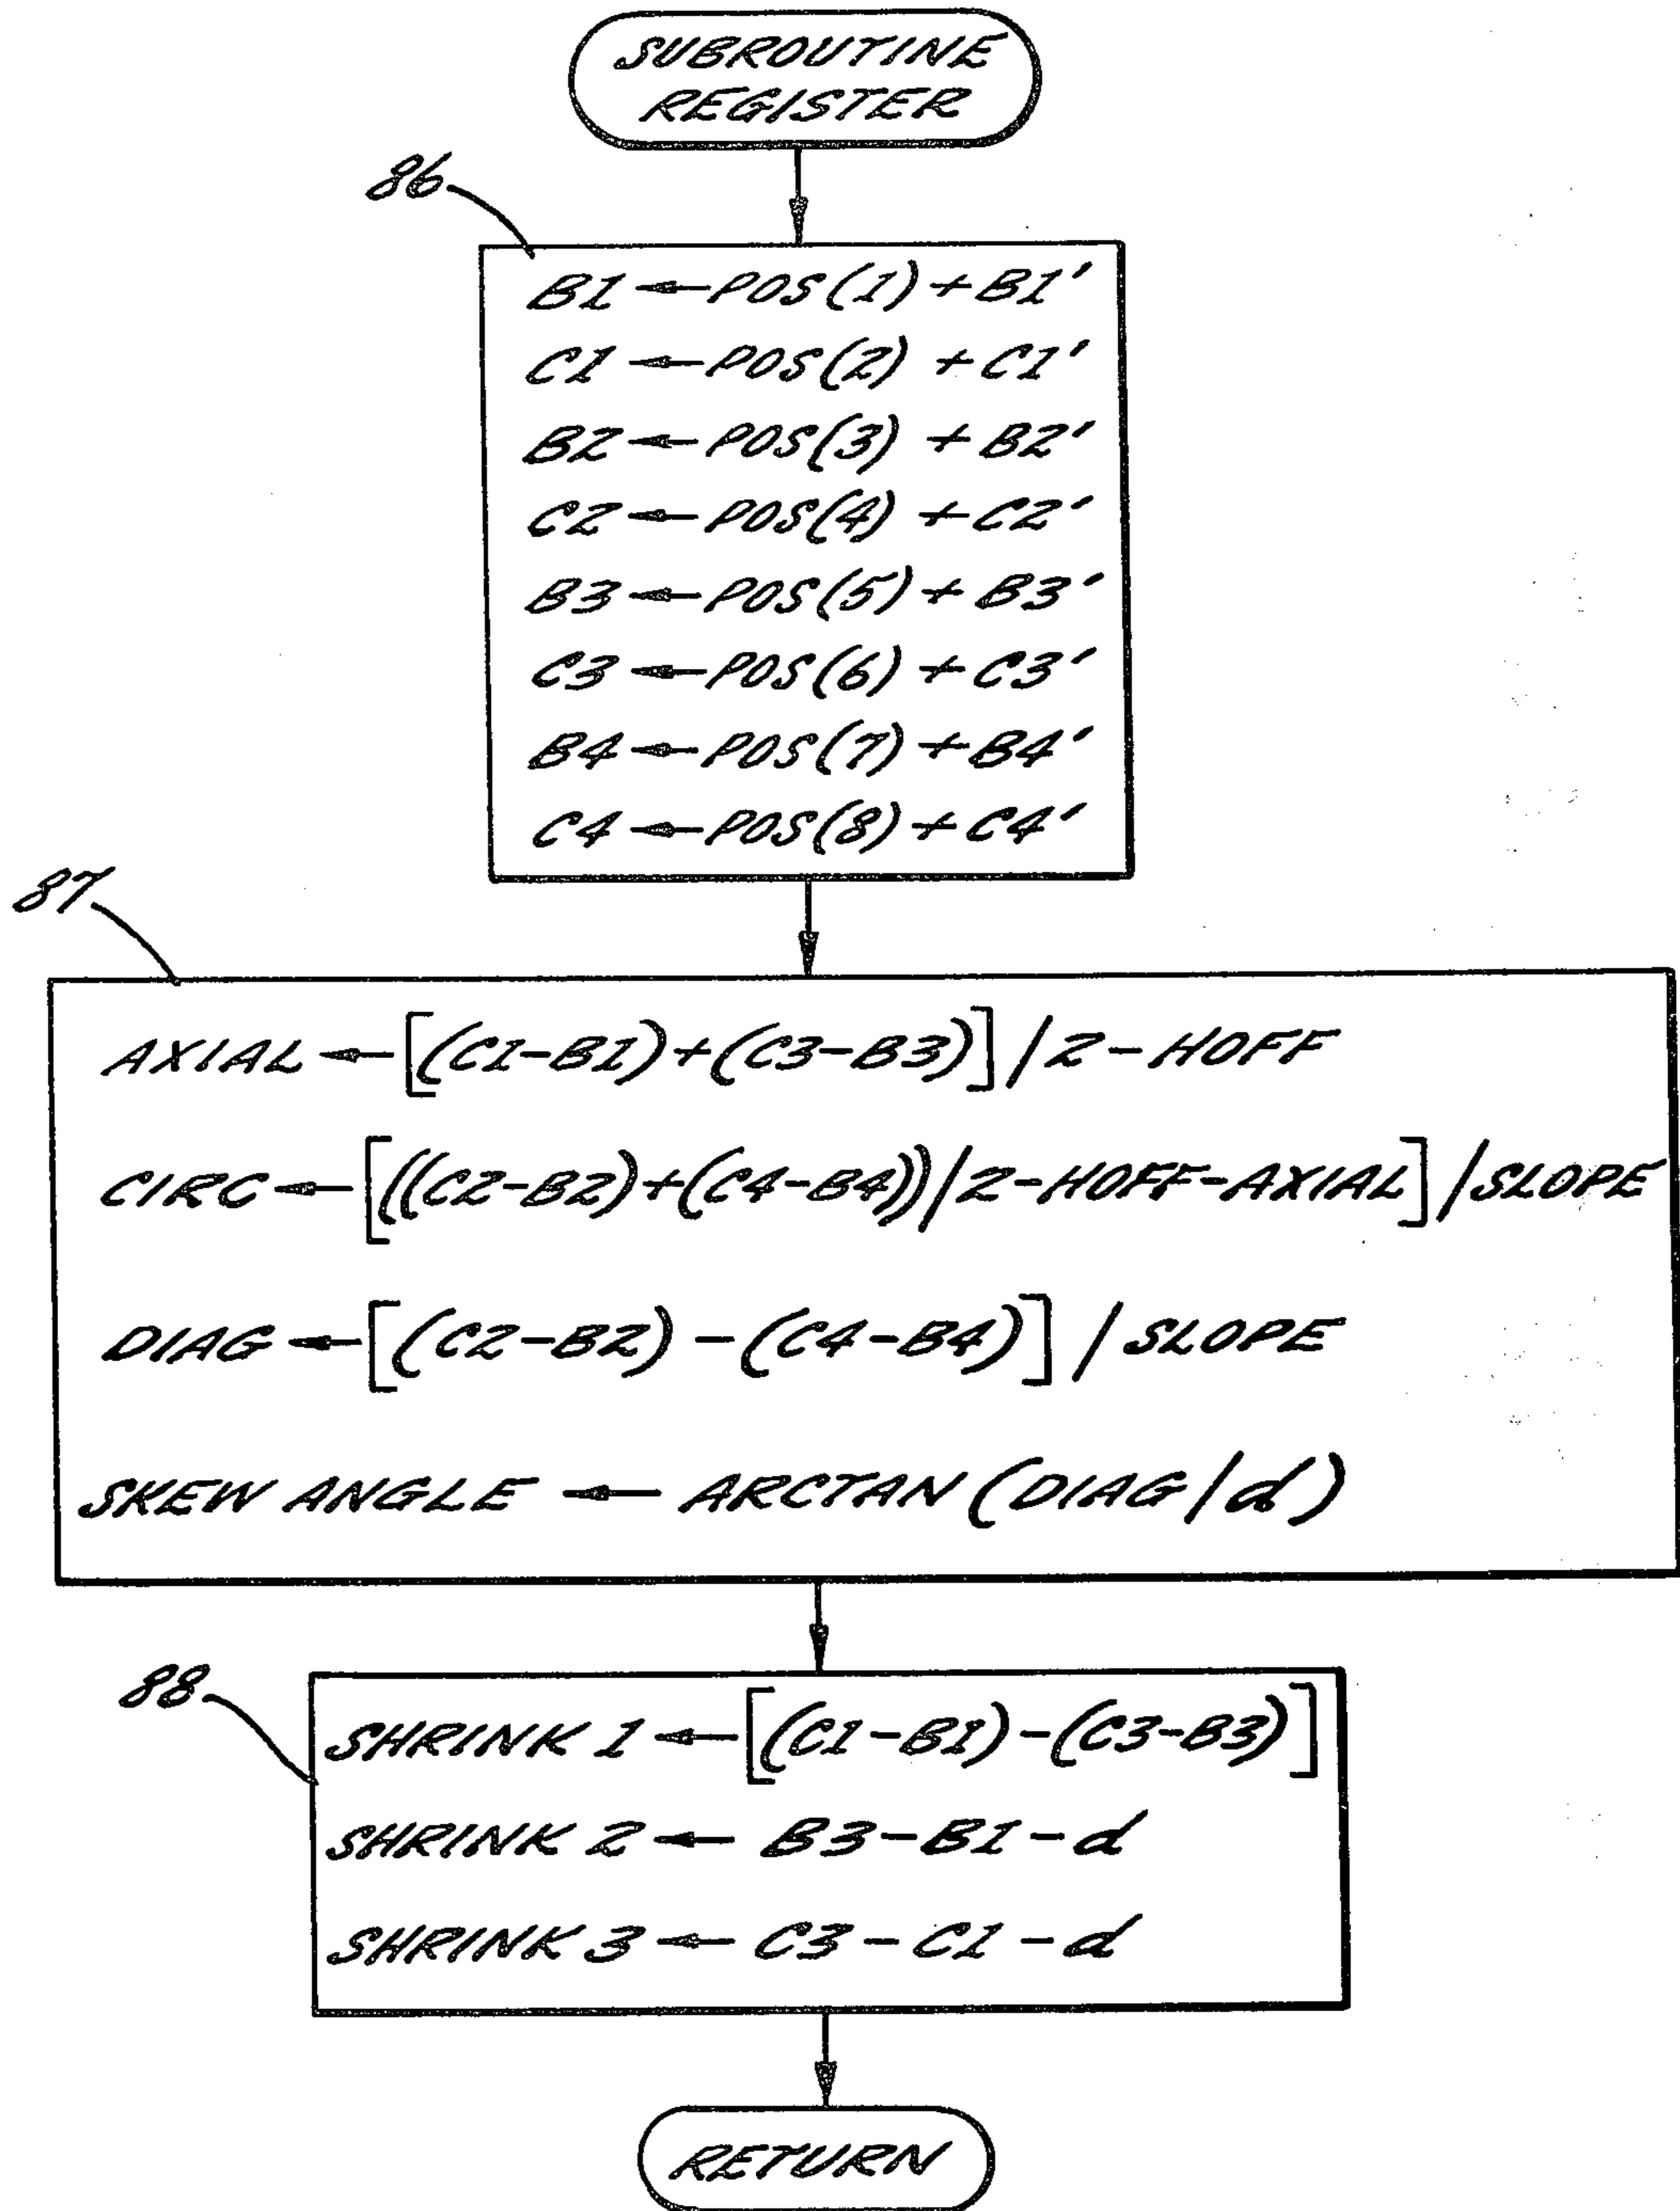 SUBROUTINE
REGISTER
86
B1 ← POS(1) + B1'
C1 ← POS(2) + C1'
B2 ← POS(3) + B2'
C2 ← POS(4) + C2'
B3 ← POS(5) + B3'
C3 ← POS(6) + C3'
B4 ← POS(7) + B4'
C4 ← POS(8) + C4'
87
AXIAL ← [(C1-B1)+(C3-B3)]/2-HOFF
CIRC ← [((C2-B2)+(C4-B4))/2-HOFF-AXIAL]/SLOPE
DIAG ← [(C2-B2) - (C4-B4)] / SLOPE
SKEW ANGLE ← ARCTAN (DIAG/d)
88
SHRINK 1 ← [(C1-B1)-(C3-B3)]
SHRINK 2 ← B3-B1-d
SHRINK 3 ← C3-C1-d
RETURN